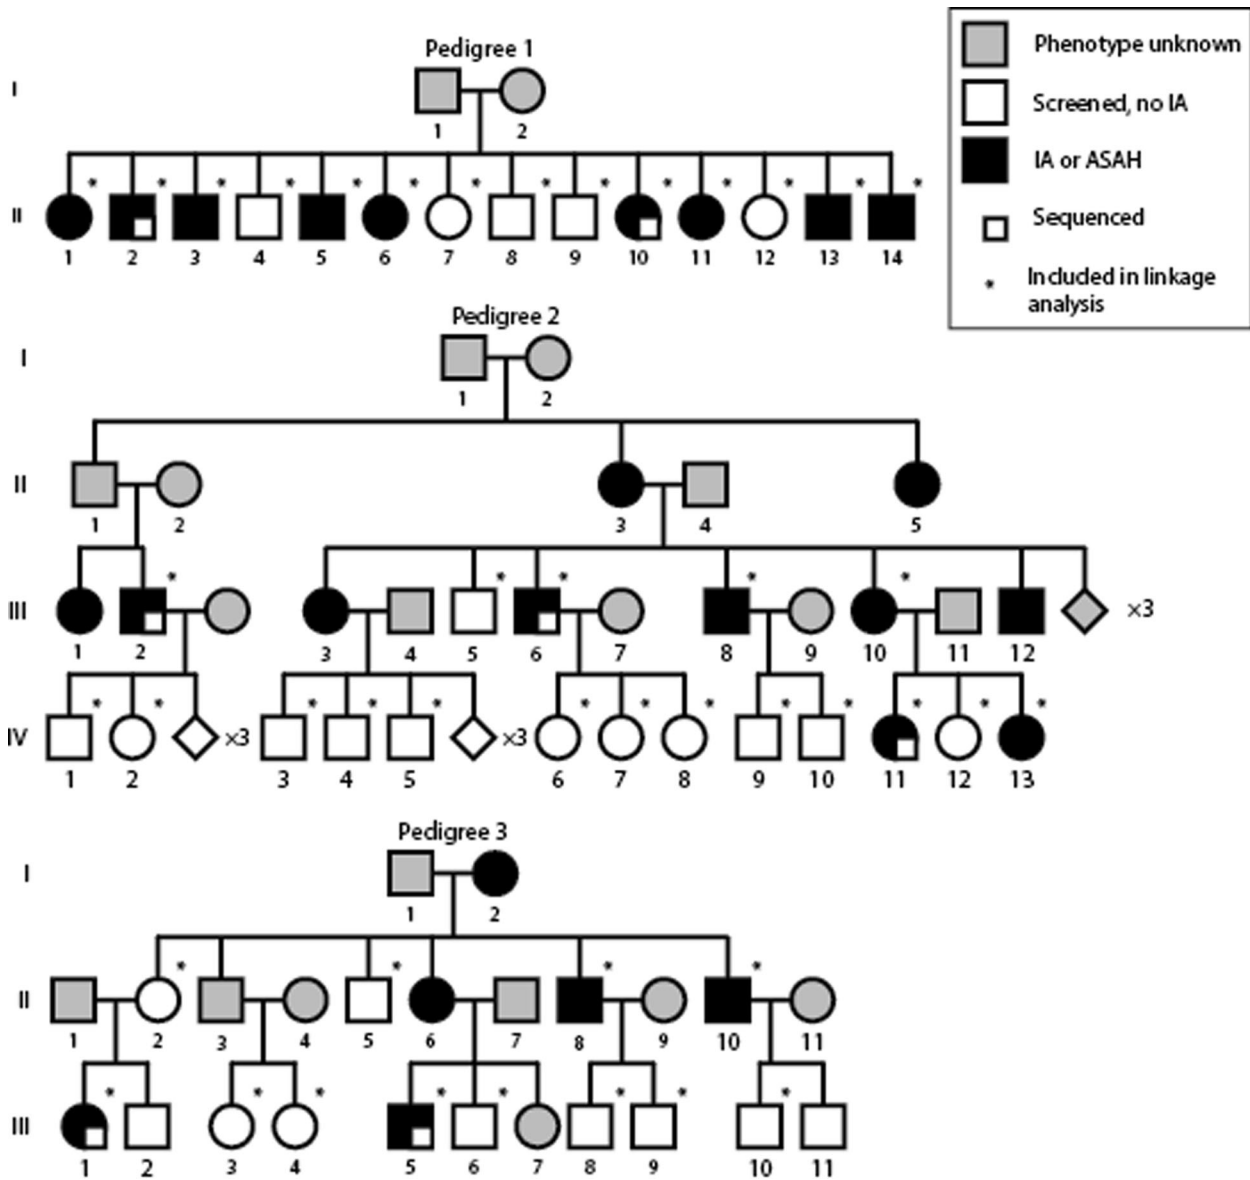 Pedigree 1
I
1 2
* * * * * * * * * * * * * *
II
1 2 3 4 5 6 7 8 9 10 11 12 13 14
Pedigree 2
I
1 2
II
1 2 3 4 5
* * * * *
III
×3
1 2 3 4 5 6 7 8 9 10 11 12
* * * * * * * * * * * * *
IV
×3 ×3
1 2 3 4 5 6 7 8 9 10 11 12 13
Pedigree 3
I
1 2
* * * *
II
1 2 3 4 5 6 7 8 9 10 11
* * * * * * * *
III
1 2 3 4 5 6 7 8 9 10 11
Phenotype unknown
Screened, no IA
IA or ASAH
Sequenced
* Included in linkage
analysis